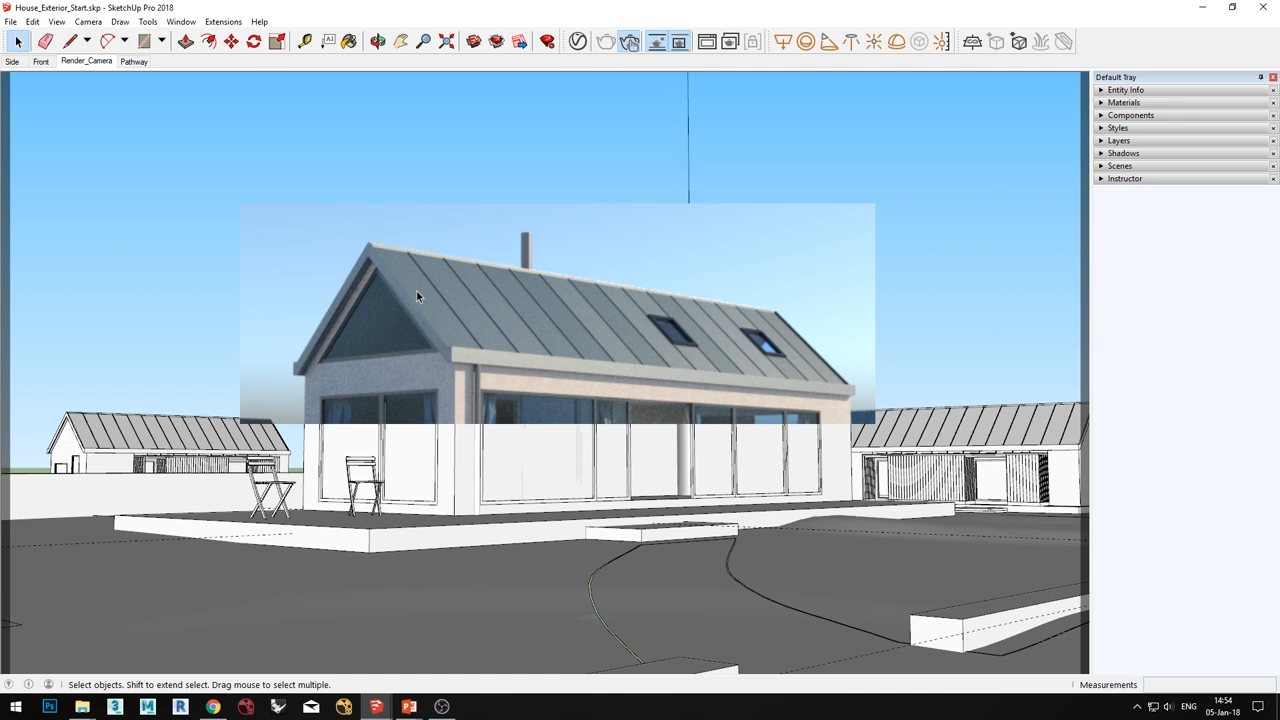 House_Exterior_Start.skp - SketchUp Pro 2018
File Edit View Camera Draw Tools Window Extensions Help
Side Front Render_Camera Pathway
Default Tray
Entity Info
Materials
Components
Styles
Layers
Shadows
Scenes
Instructor
Select objects. Shift to extend select. Drag mouse to select multiple.
Measurements
Ps 3 M R
ENG
14:54
05-Jan-18